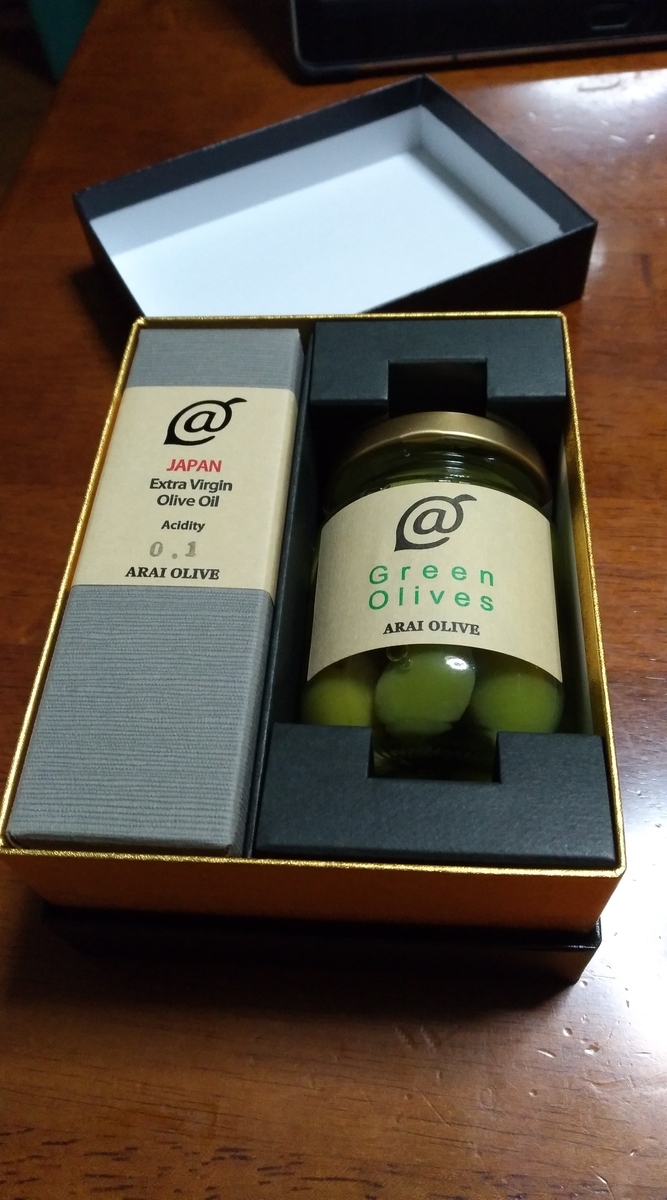 @
JAPAN
Extra Virgin
Olive Oil
Acidity
0.1
ARAI OLIVE
@
Green
Olives
ARAI OLIVE